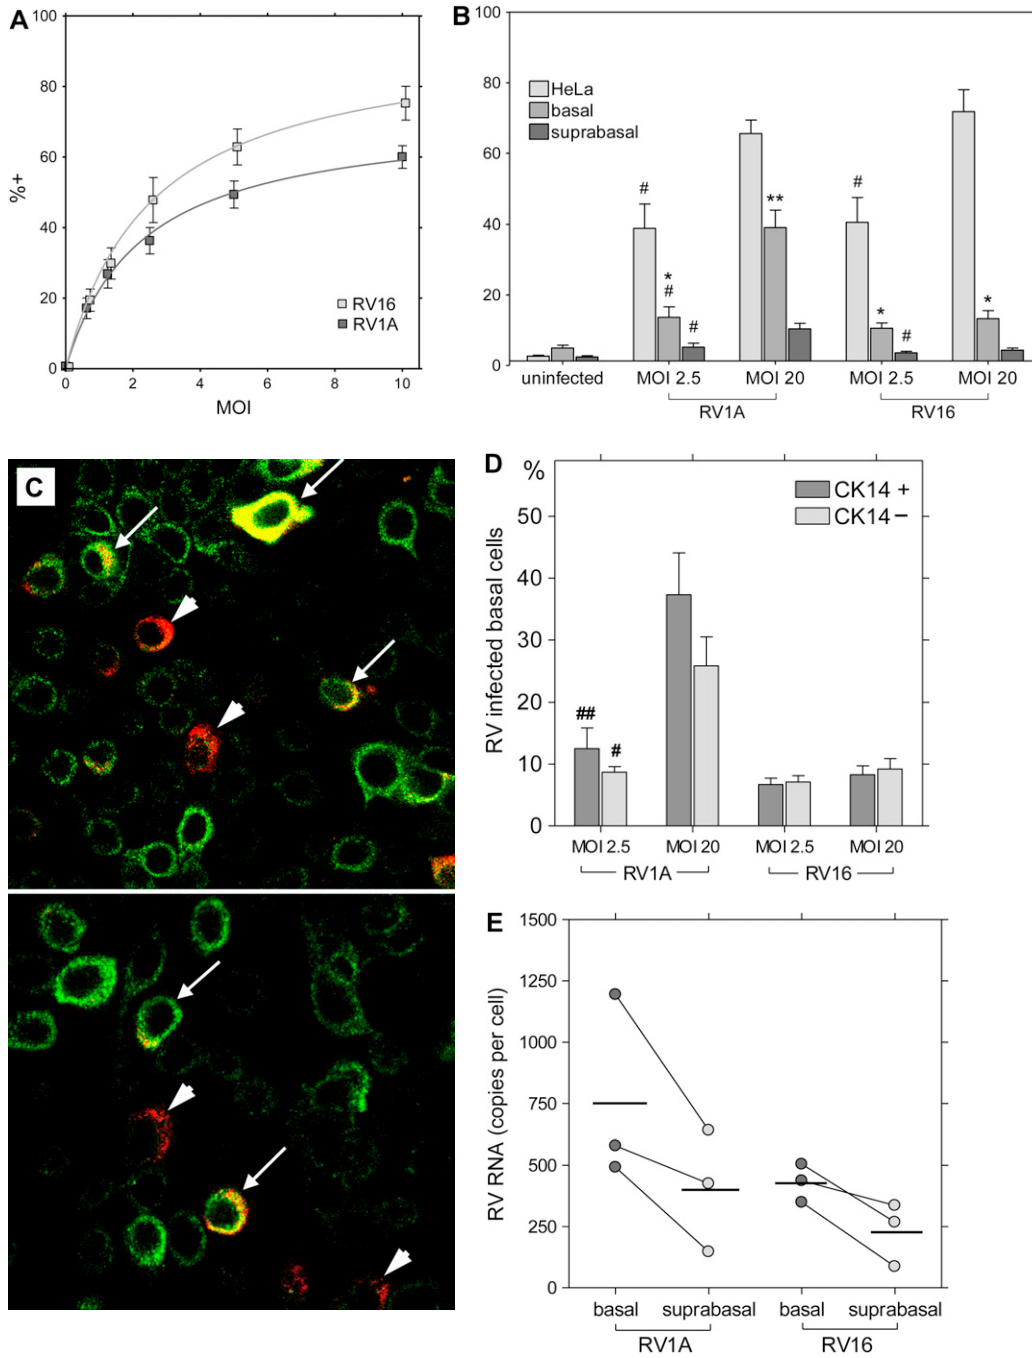 A
100
80
60
40
20
0
%+
0 2 4 6 8 10
MOI
RV16
RV1A
B
100
80
60
40
20
0
HeLa
basal
suprabasal
# * # # ** # * # *
uninfected MOI 2.5 MOI 20 MOI 2.5 MOI 20
RV1A RV16
C
D
%
50
40
30
20
10
0
RV infected basal cells
CK14 +
CK14 –
## #
MOI 2.5 MOI 20 MOI 2.5 MOI 20
RV1A RV16
E
1500
1250
1000
750
500
250
0
RV RNA (copies per cell)
basal suprabasal basal suprabasal
RV1A RV16